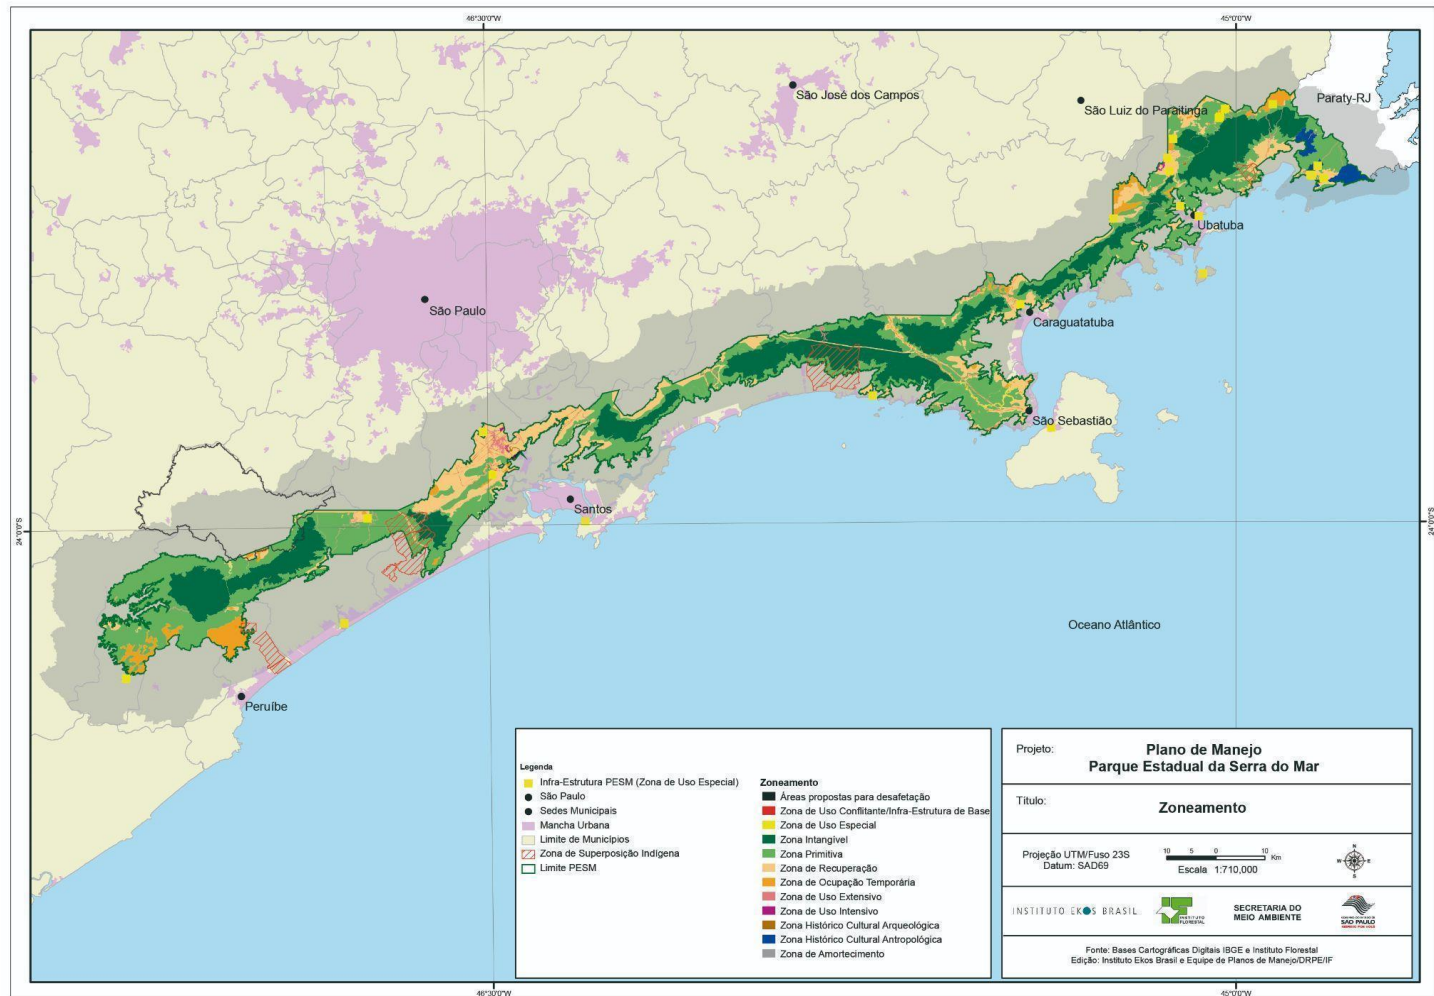 46°30'0"W
45°0'0"W
São José dos Campos
São Luiz do Paraitinga
Paraty-RJ
Ubatuba
São Paulo
Caraguatatuba
São Sebastião
Santos
24°0'0"S
24°0'0"S
Oceano Atlântico
Peruíbe
Legenda
Infra-Estrutura PESM (Zona de Uso Especial)
São Paulo
Sedes Municipais
Mancha Urbana
Limite de Municípios
Zona de Superposição Indígena
Limite PESM
Zoneamento
Áreas propostas para desafetação
Zona de Uso Conflitante/Infra-Estrutura de Base
Zona de Uso Especial
Zona Intangível
Zona Primitiva
Zona de Recuperação
Zona de Ocupação Temporária
Zona de Uso Extensivo
Zona de Uso Intensivo
Zona Histórico Cultural Arqueológica
Zona Histórico Cultural Antropológica
Zona de Amortecimento
Projeto:
Plano de Manejo
Parque Estadual da Serra do Mar
Título:
Zoneamento
Projeção UTM/Fuso 23S
Datum: SAD69
10 5 0 10 Km
Escala 1:710,000
N
W E
S
INSTITUTO EKOS BRASIL
INSTITUTO
FLORESTAL
SECRETARIA DO
MEIO AMBIENTE
SÃO PAULO
Fonte: Bases Cartográficas Digitais IBGE e Instituto Florestal
Edição: Instituto Ekos Brasil e Equipe de Planos de Manejo/DRPE/IF
46°30'0"W
45°0'0"W